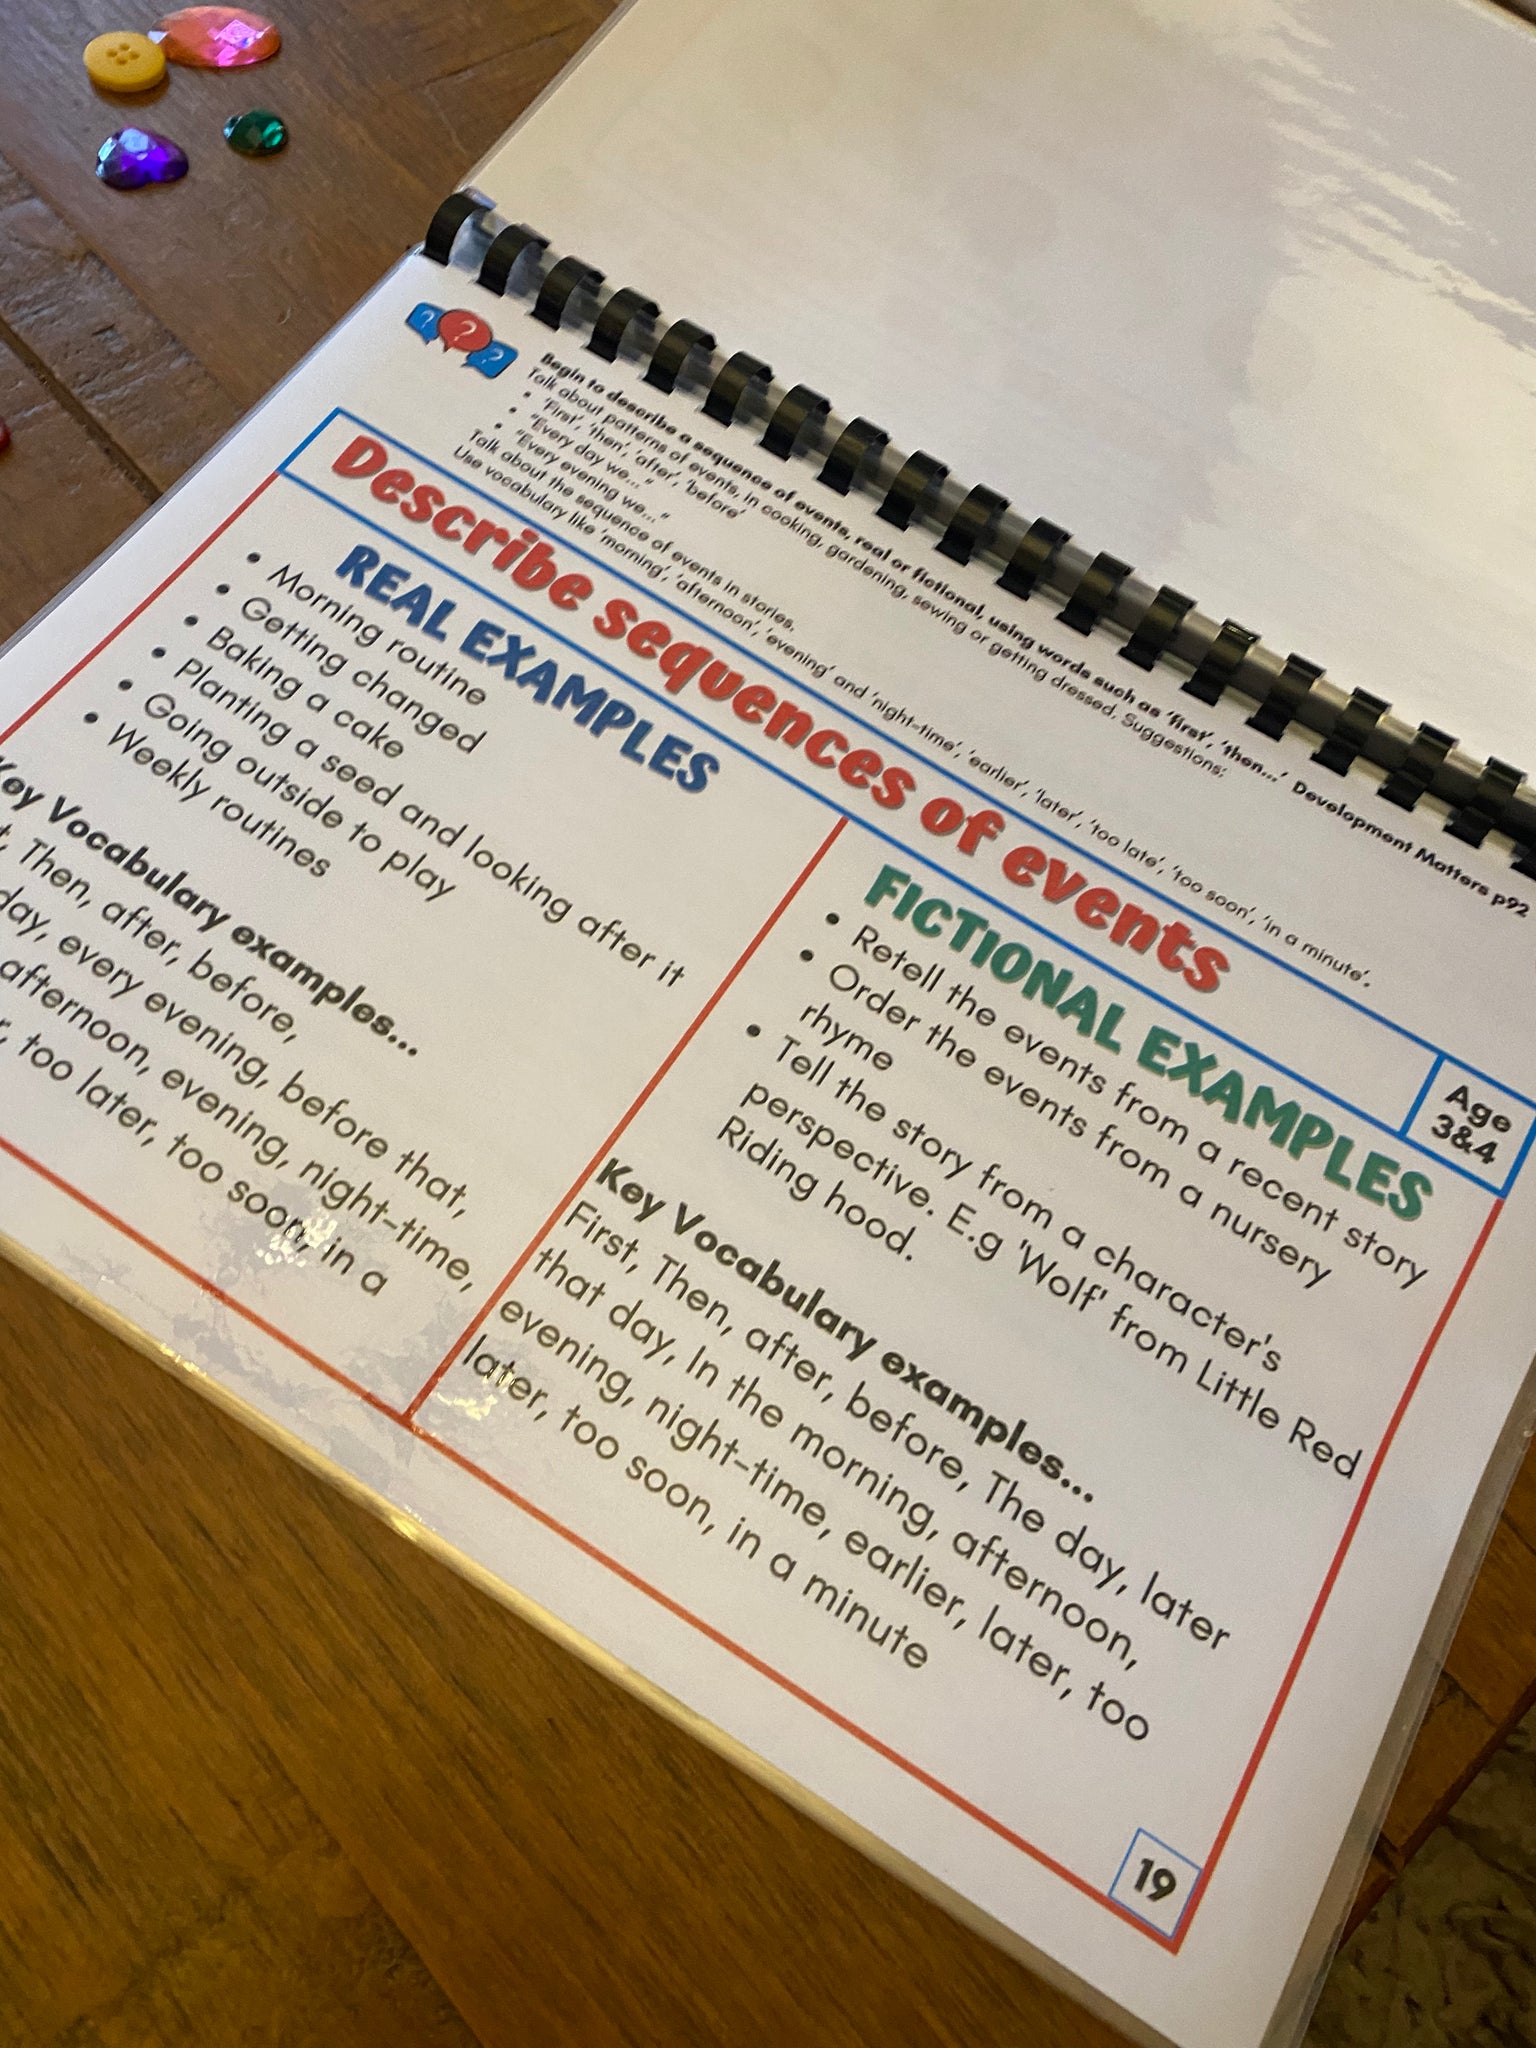 ? ? ?
Begin to describe a sequence of events, real or fictional, using words such as 'first', 'then...' Development Matters p92
Talk about patterns of events, in cooking, gardening, sewing or getting dressed. Suggestions:
• 'First', 'then', 'after', 'before'
• "Every day we..."
• "Every evening we..."
Talk about the sequence of events in stories.
Use vocabulary like 'morning', 'afternoon', 'evening' and 'night-time', 'earlier', 'later', 'too late', 'too soon', 'in a minute'.
Describe sequences of events
Age
3&4
REAL EXAMPLES
• Morning routine
• Getting changed
• Baking a cake
• Planting a seed and looking after it
• Going outside to play
• Weekly routines
Key Vocabulary examples...
Then, after, before,
day, every evening, before that,
afternoon, evening, night-time,
too later, too soon, in a
FICTIONAL EXAMPLES
• Retell the events from a recent story
• Order the events from a nursery
rhyme
• Tell the story from a character's
perspective. E.g 'Wolf' from Little Red
Riding hood.
Key Vocabulary examples...
First, Then, after, before, The day, later
that day, In the morning, afternoon,
evening, night-time, earlier, later, too
later, too soon, in a minute
19